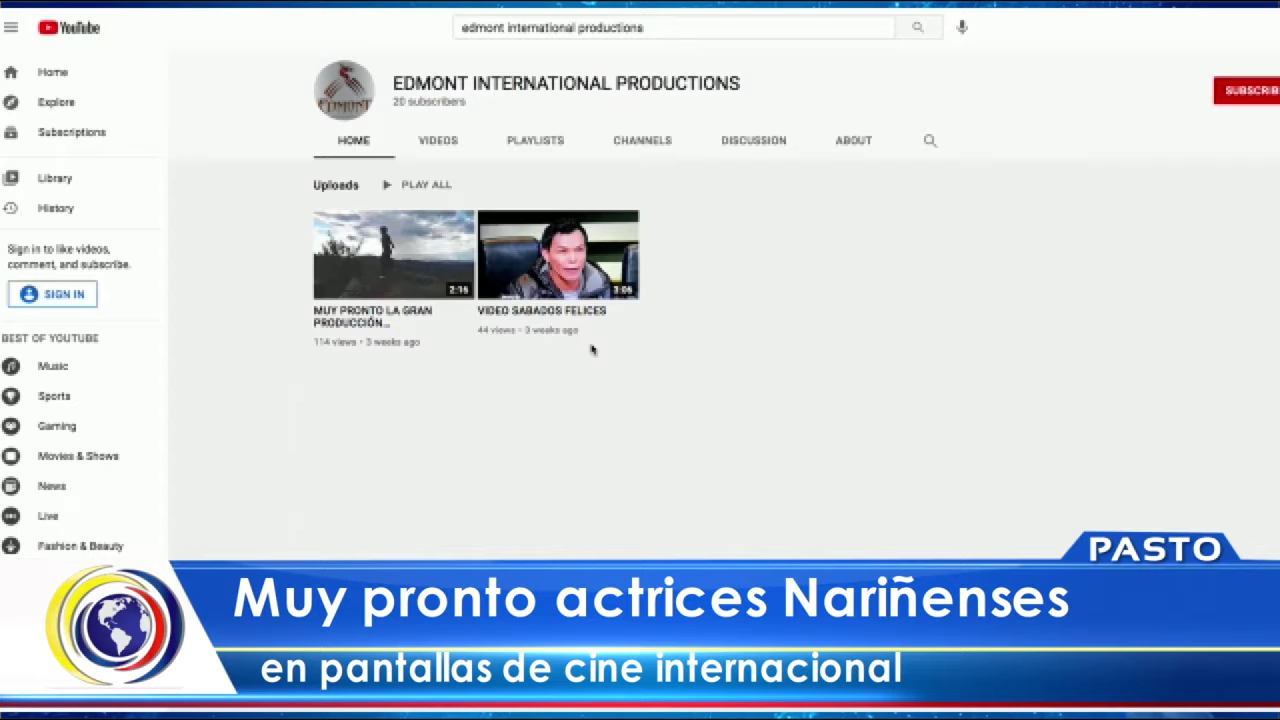 YouTube
edmont international productions
Home
Explore
Subscriptions
Library
History
Sign in to like videos,
comment, and subscribe.
SIGN IN
BEST OF YOUTUBE
Music
Sports
Gaming
Movies & Shows
News
Live
Fashion & Beauty
EDMONT
EDMONT INTERNATIONAL PRODUCTIONS
20 subscribers
SUBSCRIB
HOME VIDEOS PLAYLISTS CHANNELS DISCUSSION ABOUT
Uploads PLAY ALL
2:16
3:06
MUY PRONTO LA GRAN
PRODUCCIÓN...
114 views • 3 weeks ago
VIDEO SABADOS FELICES
44 views • 3 weeks ago
PASTO
Muy pronto actrices Nariñenses
en pantallas de cine internacional